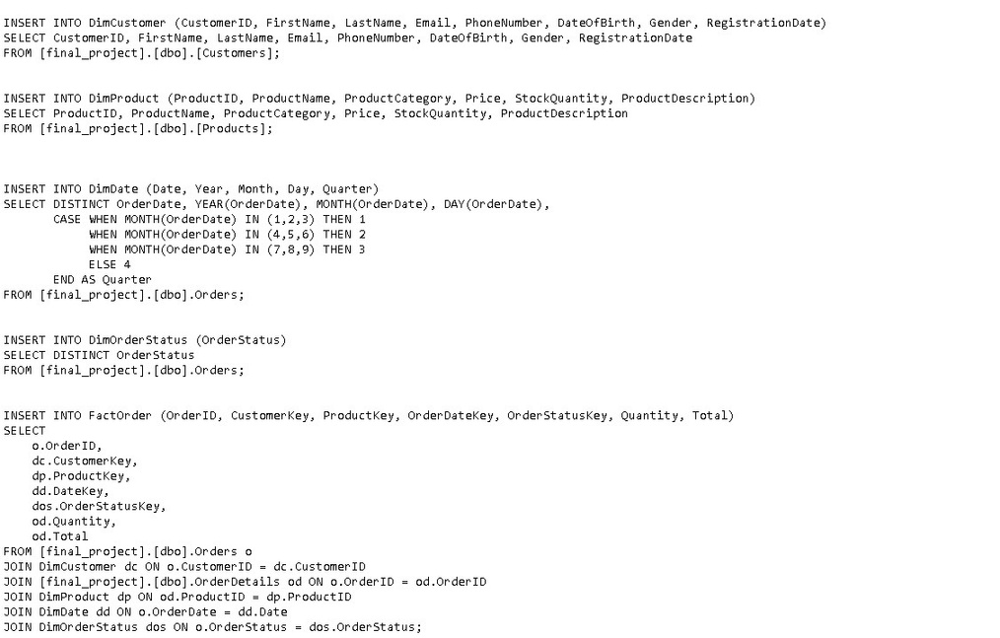 INSERT INTO DimCustomer (CustomerID, FirstName, LastName, Email, PhoneNumber, DateOfBirth, Gender, RegistrationDate)
SELECT CustomerID, FirstName, LastName, Email, PhoneNumber, DateOfBirth, Gender, RegistrationDate
FROM [final_project].[dbo].[Customers];
INSERT INTO DimProduct (ProductID, ProductName, ProductCategory, Price, StockQuantity, ProductDescription)
SELECT ProductID, ProductName, ProductCategory, Price, StockQuantity, ProductDescription
FROM [final_project].[dbo].[Products];
INSERT INTO DimDate (Date, Year, Month, Day, Quarter)
SELECT DISTINCT OrderDate, YEAR(OrderDate), MONTH(OrderDate), DAY(OrderDate),
CASE WHEN MONTH(OrderDate) IN (1,2,3) THEN 1
WHEN MONTH(OrderDate) IN (4,5,6) THEN 2
WHEN MONTH(OrderDate) IN (7,8,9) THEN 3
ELSE 4
END AS Quarter
FROM [final_project].[dbo].Orders;
INSERT INTO DimOrderStatus (OrderStatus)
SELECT DISTINCT OrderStatus
FROM [final_project].[dbo].Orders;
INSERT INTO FactOrder (OrderID, CustomerKey, ProductKey, OrderDateKey, OrderStatusKey, Quantity, Total)
SELECT
o.OrderID,
dc.CustomerKey,
dp.ProductKey,
dd.DateKey,
dos.OrderStatusKey,
od.Quantity,
od.Total
FROM [final_project].[dbo].Orders o
JOIN DimCustomer dc ON o.CustomerID = dc.CustomerID
JOIN [final_project].[dbo].OrderDetails od ON o.OrderID = od.OrderID
JOIN DimProduct dp ON od.ProductID = dp.ProductID
JOIN DimDate dd ON o.OrderDate = dd.Date
JOIN DimOrderStatus dos ON o.OrderStatus = dos.OrderStatus;